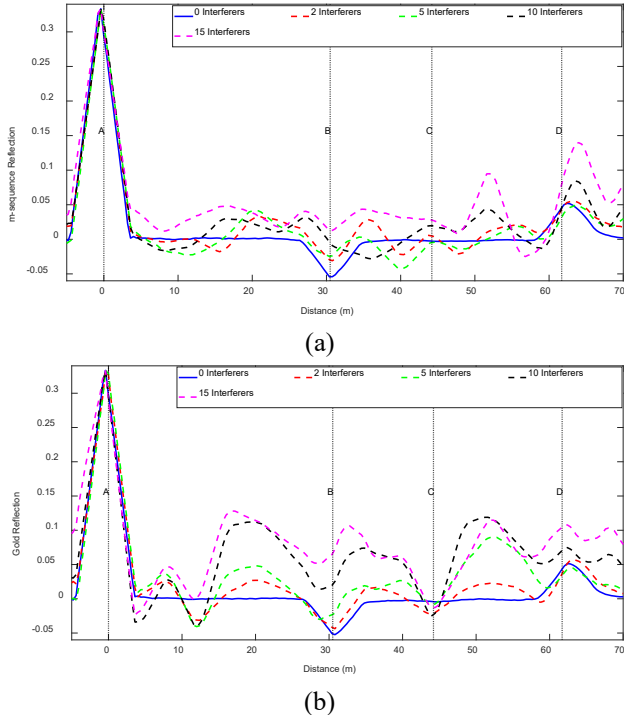 0 Interferers 2 Interferers 5 Interferers 10 Interferers
15 Interferers
0.3
0.25
0.2
0.15
0.1
0.05
0
-0.05
m-sequence Reflection
A B C D
0 10 20 30 40 50 60 70
Distance (m)
(a)
0 Interferers 2 Interferers 5 Interferers 10 Interferers
15 Interferers
0.3
0.25
0.2
0.15
0.1
0.05
0
-0.05
Gold Reflection
A B C D
0 10 20 30 40 50 60 70
Distance (m)
(b)